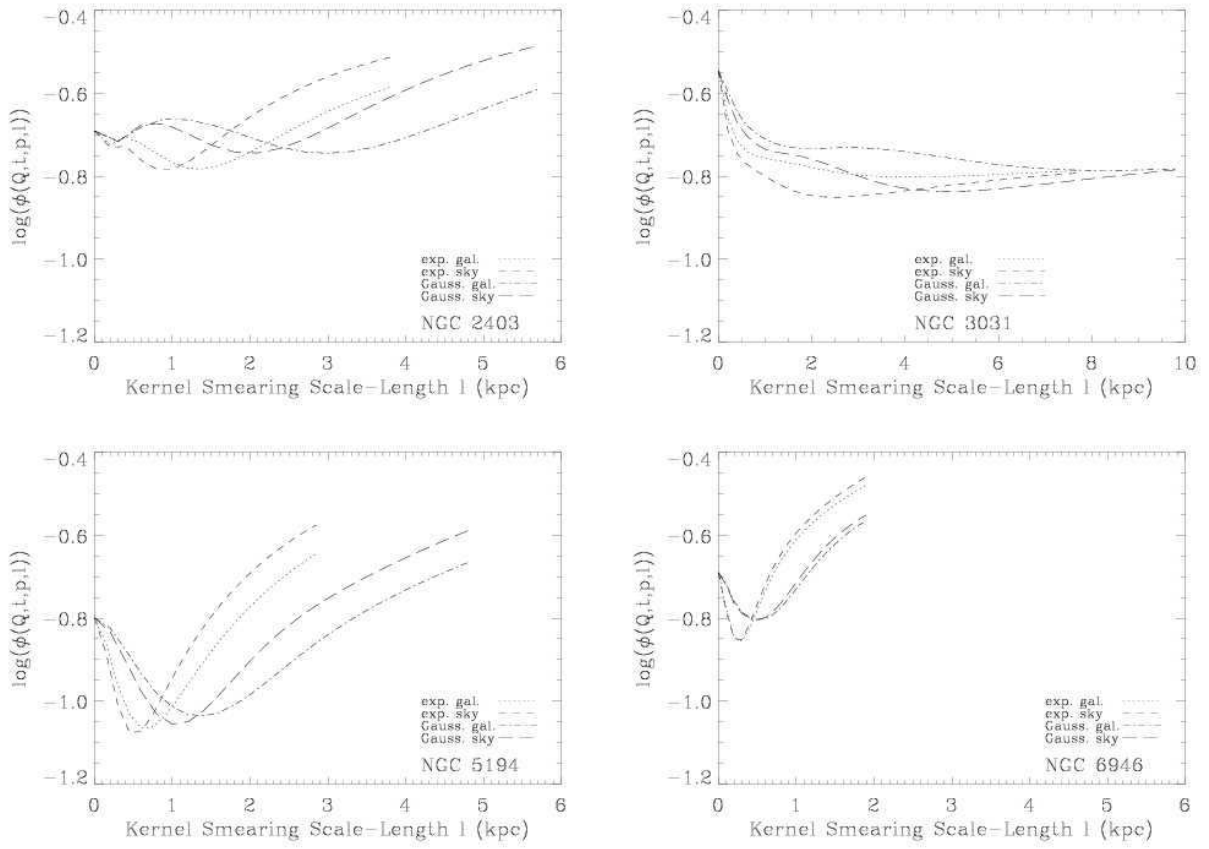 −0.4
−0.6
−0.8
−1.0
−1.2
log(ϕ(Q,t,p,l))
exp. gal.
exp. sky
Gauss. gal.
Gauss. sky
NGC 2403
0 1 2 3 4 5 6
Kernel Smearing Scale−Length l (kpc)
−0.4
−0.6
−0.8
−1.0
−1.2
log(ϕ(Q,t,p,l))
exp. gal.
exp. sky
Gauss. gal.
Gauss. sky
NGC 3031
0 2 4 6 8 10
Kernel Smearing Scale−Length l (kpc)
−0.4
−0.6
−0.8
−1.0
−1.2
log(ϕ(Q,t,p,l))
exp. gal.
exp. sky
Gauss. gal.
Gauss. sky
NGC 5194
0 1 2 3 4 5 6
Kernel Smearing Scale−Length l (kpc)
−0.4
−0.6
−0.8
−1.0
−1.2
log(ϕ(Q,t,p,l))
exp. gal.
exp. sky
Gauss. gal.
Gauss. sky
NGC 6946
0 1 2 3 4 5 6
Kernel Smearing Scale−Length l (kpc)